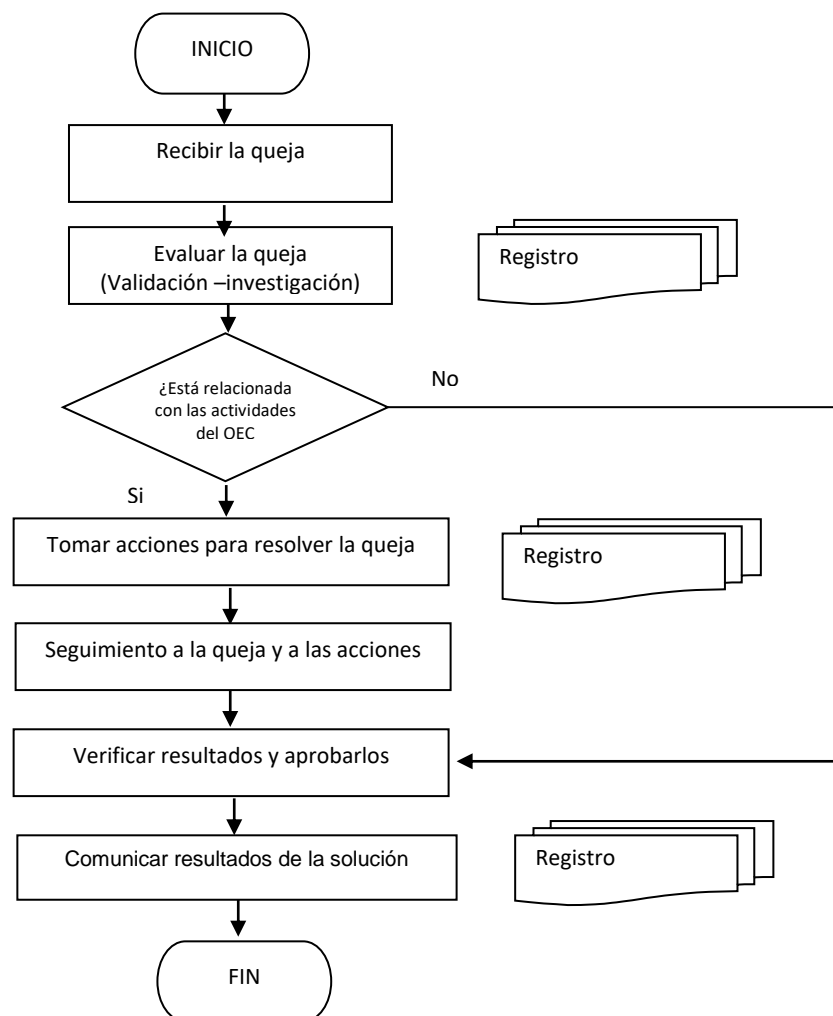 INICIO
Recibir la queja
Evaluar la queja
(Validación –investigación)
Registro
¿Está relacionada
con las actividades
del OEC
No
Si
Tomar acciones para resolver la queja
Registro
Seguimiento a la queja y a las acciones
Verificar resultados y aprobarlos
Comunicar resultados de la solución
Registro
FIN